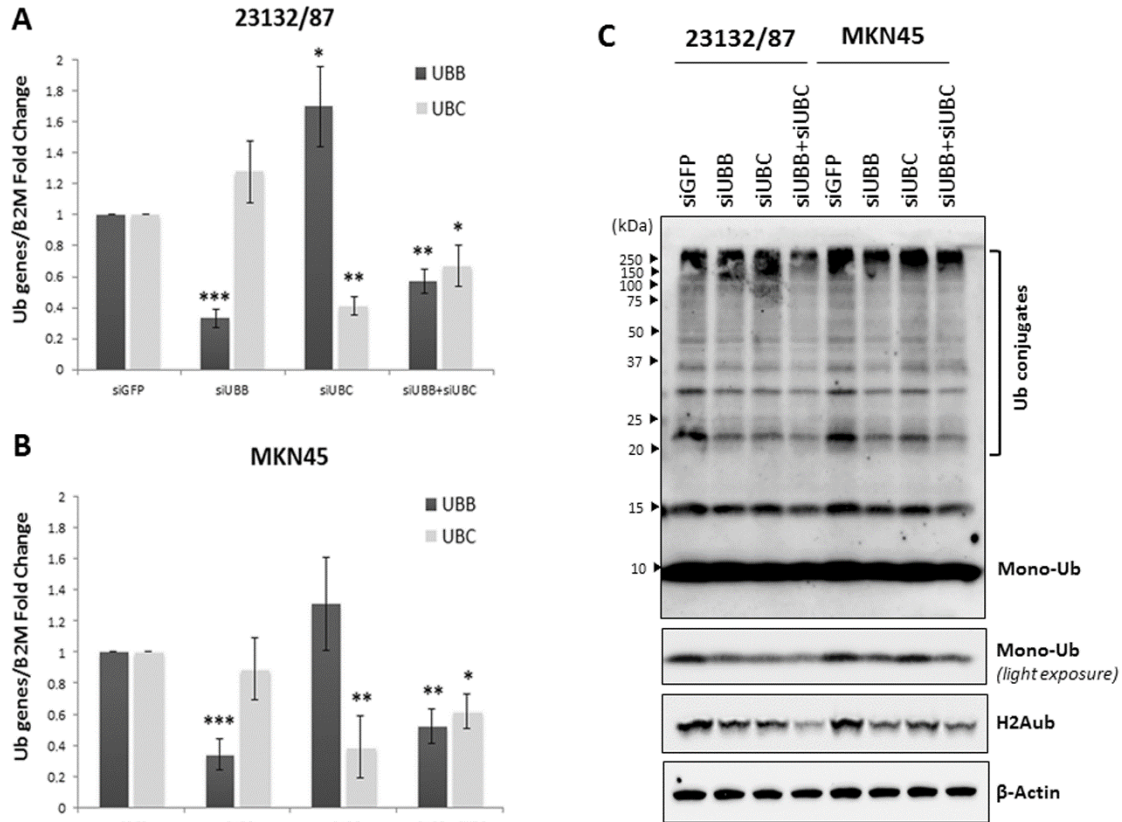 A
23132/87
Ub genes/B2M Fold Change
2
1.8
1.6
1.4
1.2
1
0.8
0.6
0.4
0.2
0
UBB
UBC
***
*
**
**
*
siGFP
siUBB
siUBC
siUBB+siUBC
B
MKN45
Ub genes/B2M Fold Change
2
1.8
1.6
1.4
1.2
1
0.8
0.6
0.4
0.2
0
UBB
UBC
***
**
**
*
C
23132/87
MKN45
siGFP
siUBB
siUBC
siUBB+siUBC
siGFP
siUBB
siUBC
siUBB+siUBC
(kDa)
250
150
100
75
50
37
25
20
15
10
Ub conjugates
Mono-Ub
Mono-Ub
(light exposure)
H2Aub
β-Actin